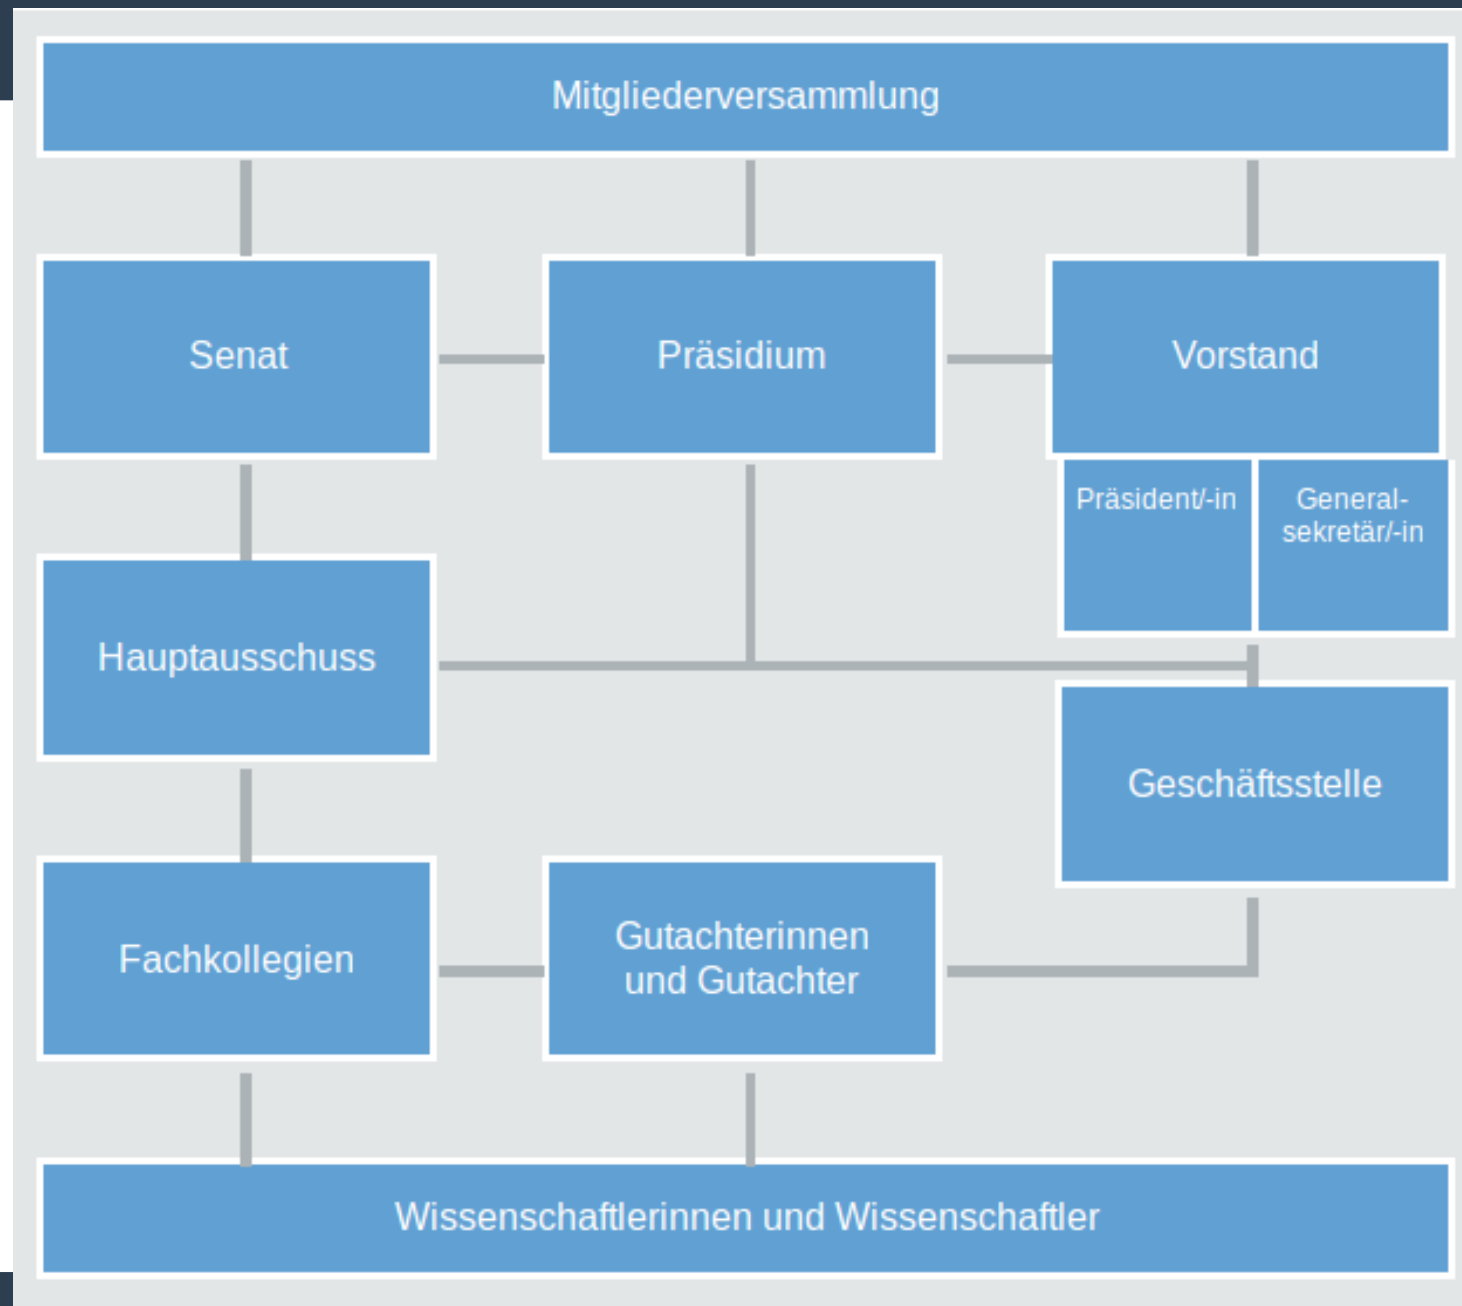 Mitgliederversammlung
Senat
Präsidium
Vorstand
Präsident/-in
General-
sekretär/-in
Hauptausschuss
Geschäftsstelle
Fachkollegien
Gutachterinnen
und Gutachter
Wissenschaftlerinnen und Wissenschaftler